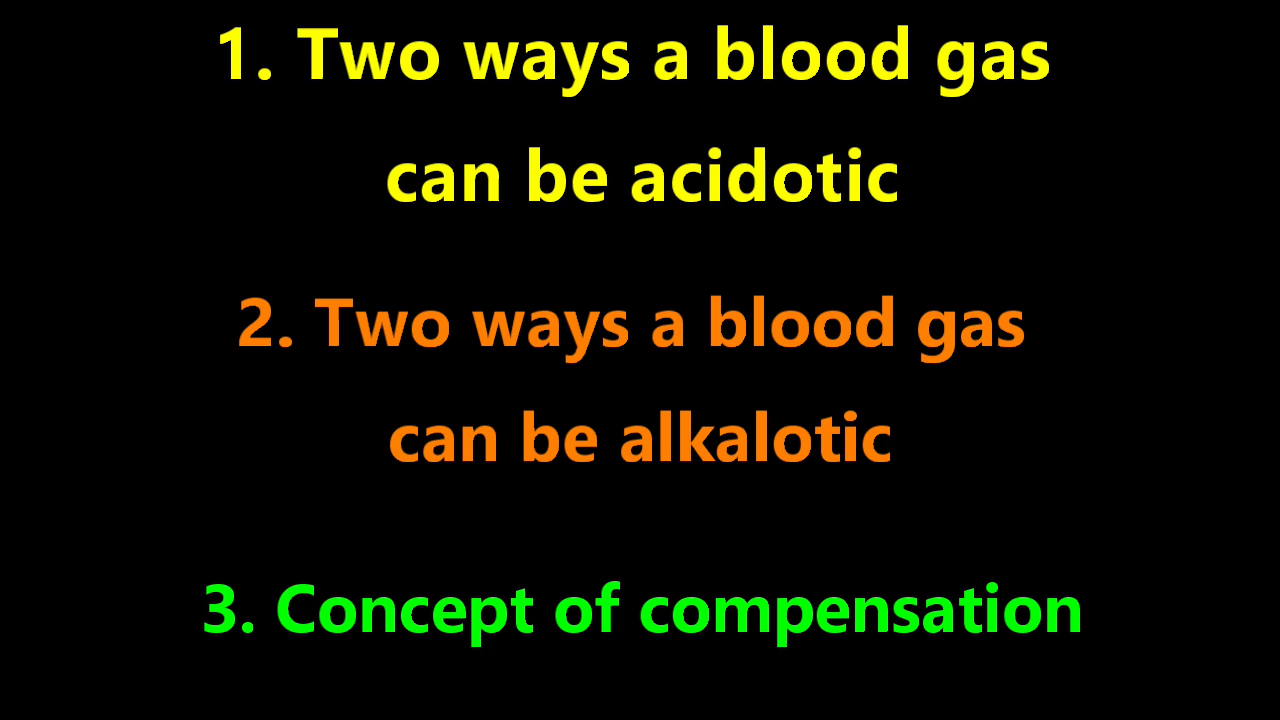 1. Two ways a blood gas
can be acidotic
2. Two ways a blood gas
can be alkalotic
3. Concept of compensation